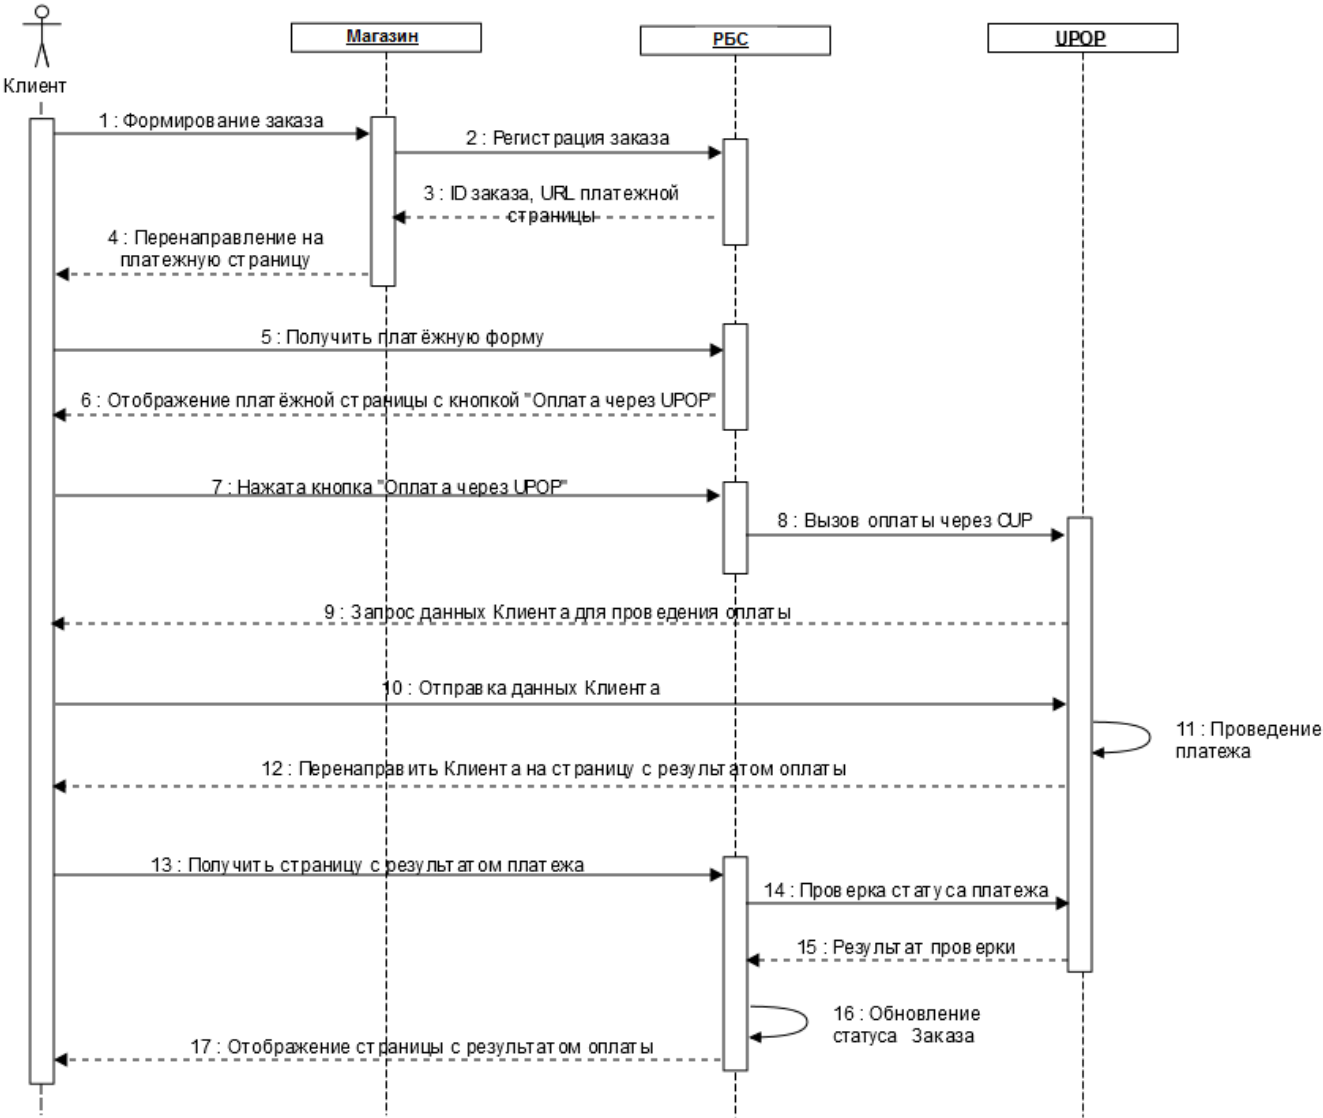 Магазин
РБС
UPOP
Клиент
1 : Формирование заказа
2 : Регистрация заказа
3 : ID заказа, URL платежной
страницы
4 : Перенаправление на
платежную страницу
5 : Получить платёжную форму
6 : Отображение платёжной страницы с кнопкой "Оплата через UPOP"
7 : Нажата кнопка "Оплата через UPOP"
8 : Вызов оплаты через CUP
9 : Запрос данных Клиента для проведения оплаты
10 : Отправка данных Клиента
11 : Проведение
платежа
12 : Перенаправить Клиента на страницу с результатом оплаты
13 : Получить страницу с результатом платежа
14 : Проверка статуса платежа
15 : Результат проверки
16 : Обновление
статуса Заказа
17 : Отображение страницы с результатом оплаты